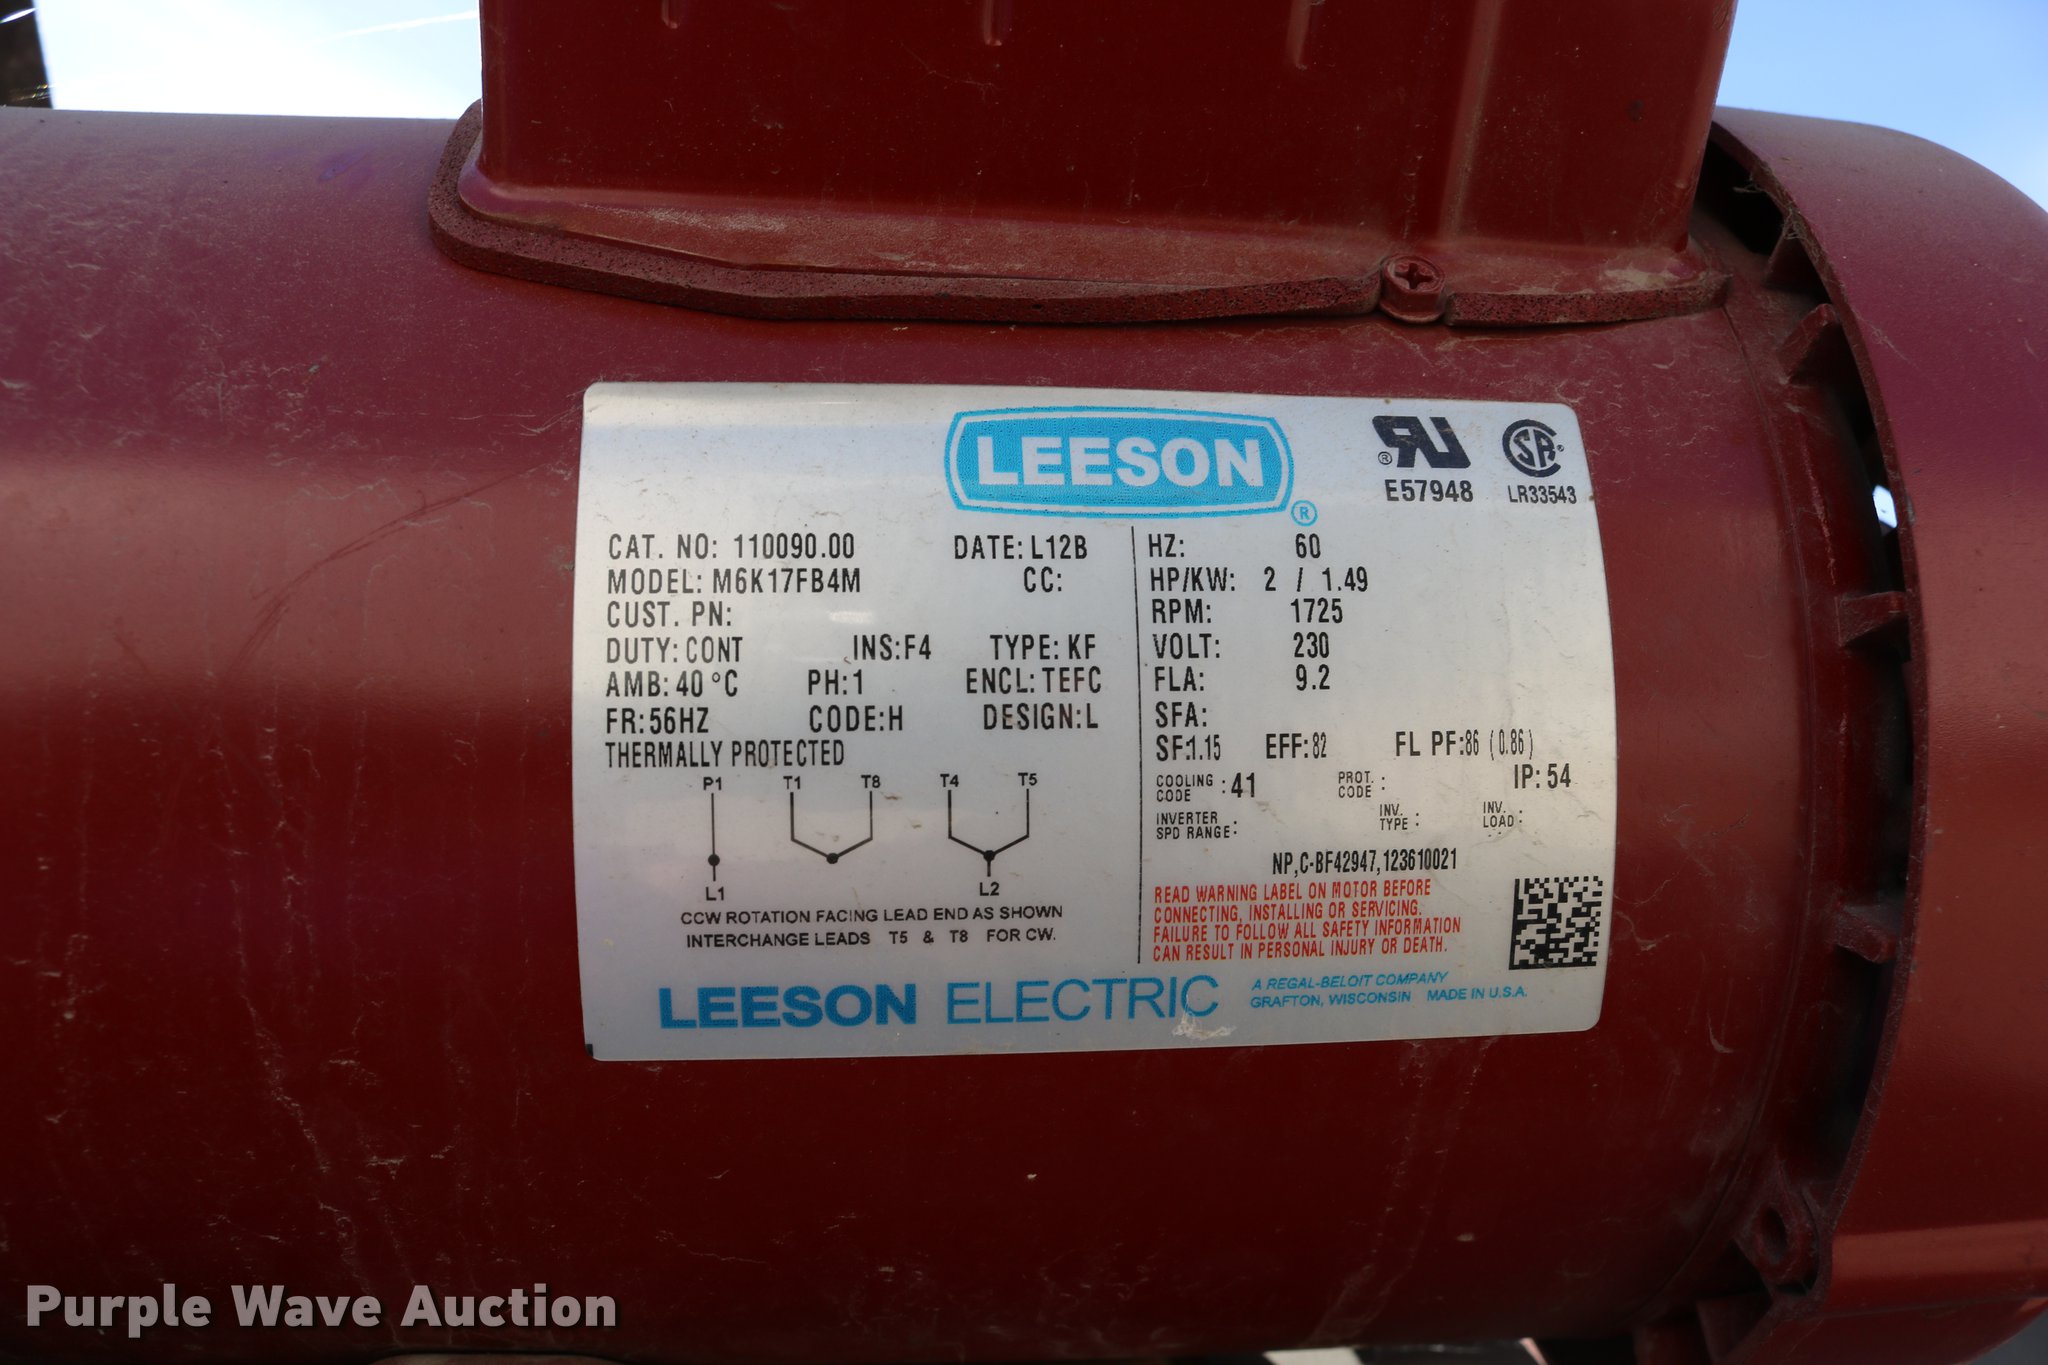 LEESON ®
® RU
E57948
SA ®
LR33543
CAT. NO: 110090.00 DATE: L12B
MODEL: M6K17FB4M CC:
CUST. PN:
DUTY: CONT INS:F4 TYPE: KF
AMB: 40 °C PH:1 ENCL: TEFC
FR:56HZ CODE:H DESIGN:L
THERMALLY PROTECTED
P1 T1 T8 T4 T5
L1 L2
CCW ROTATION FACING LEAD END AS SHOWN
INTERCHANGE LEADS T5 & T8 FOR CW.
HZ: 60
HP/KW: 2 / 1.49
RPM: 1725
VOLT: 230
FLA: 9.2
SFA:
SF:1.15 EFF: 82 FL PF:86 (0.86)
COOLING CODE : 41 PROT. CODE : IP: 54
INVERTER SPD RANGE : INV. TYPE : INV. LOAD :
NP,C-BF42947,123610021
READ WARNING LABEL ON MOTOR BEFORE
CONNECTING, INSTALLING OR SERVICING.
FAILURE TO FOLLOW ALL SAFETY INFORMATION
CAN RESULT IN PERSONAL INJURY OR DEATH.
LEESON ELECTRIC
A REGAL-BELOIT COMPANY
GRAFTON, WISCONSIN MADE IN U.S.A.
Purple Wave Auction